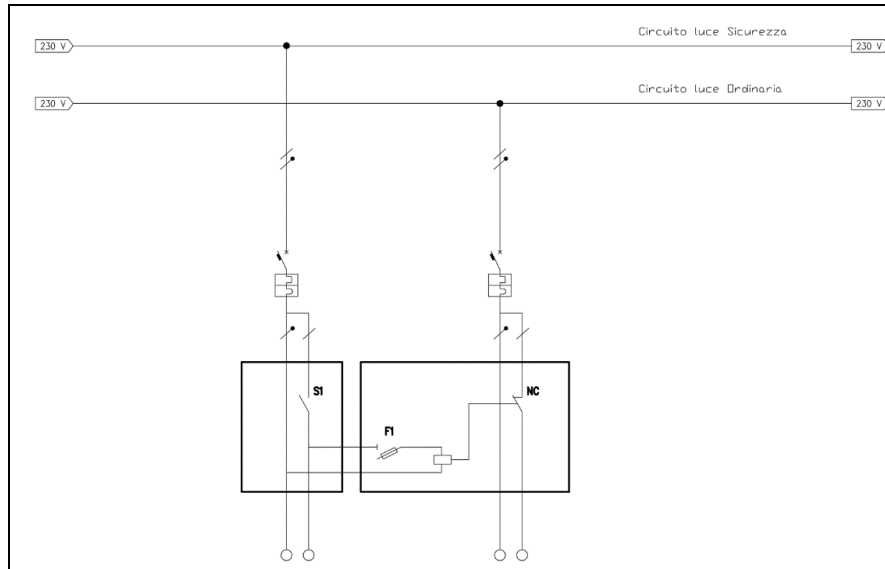 230 V
Circuito luce Sicurezza
230 V
230 V
Circuito luce Ordinaria
230 V
S1
NC
F1